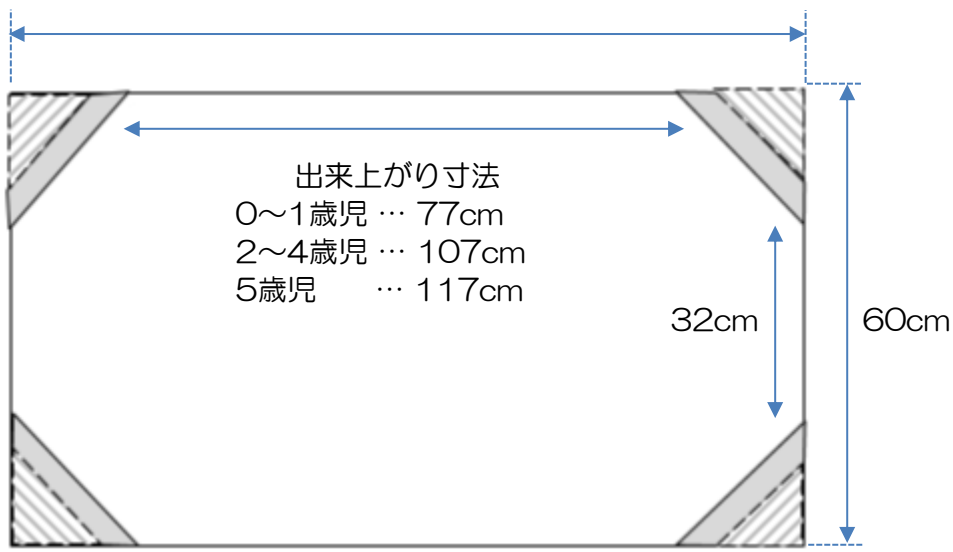 出来上がり寸法
0～1歳児 … 77cm
2～4歳児 … 107cm
5歳児　　… 117cm
32cm
60cm